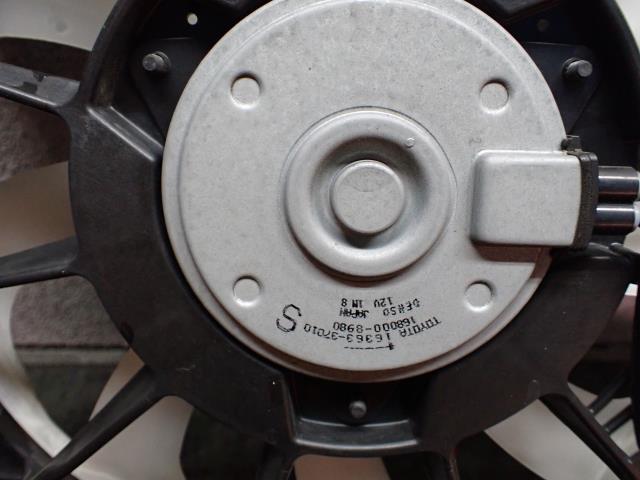 TOYOTA 16363-37010
168000-8980
S
DENSO JAPAN
12V 1M 8